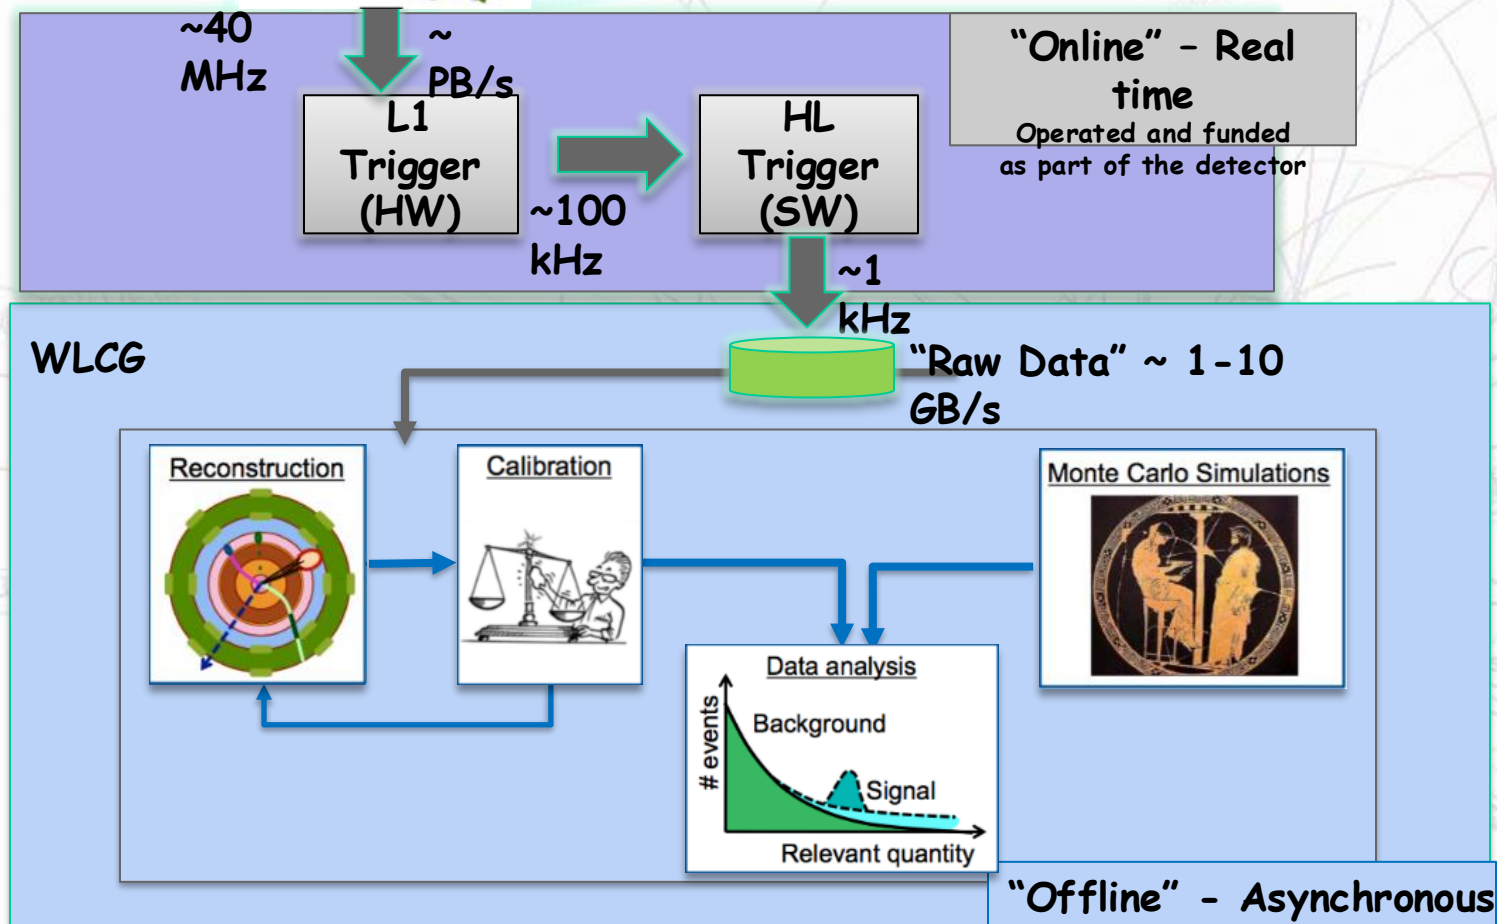 ~40
MHz
~
PB/s
"Online" - Real
time
Operated and funded
as part of the detector
L1
Trigger
(HW)
~100
kHz
HL
Trigger
(SW)
~1
kHz
WLCG
"Raw Data" ~ 1-10
GB/s
Reconstruction
Calibration
Monte Carlo Simulations
Data analysis
# events
Background
Signal
Relevant quantity
"Offline" - Asynchronous